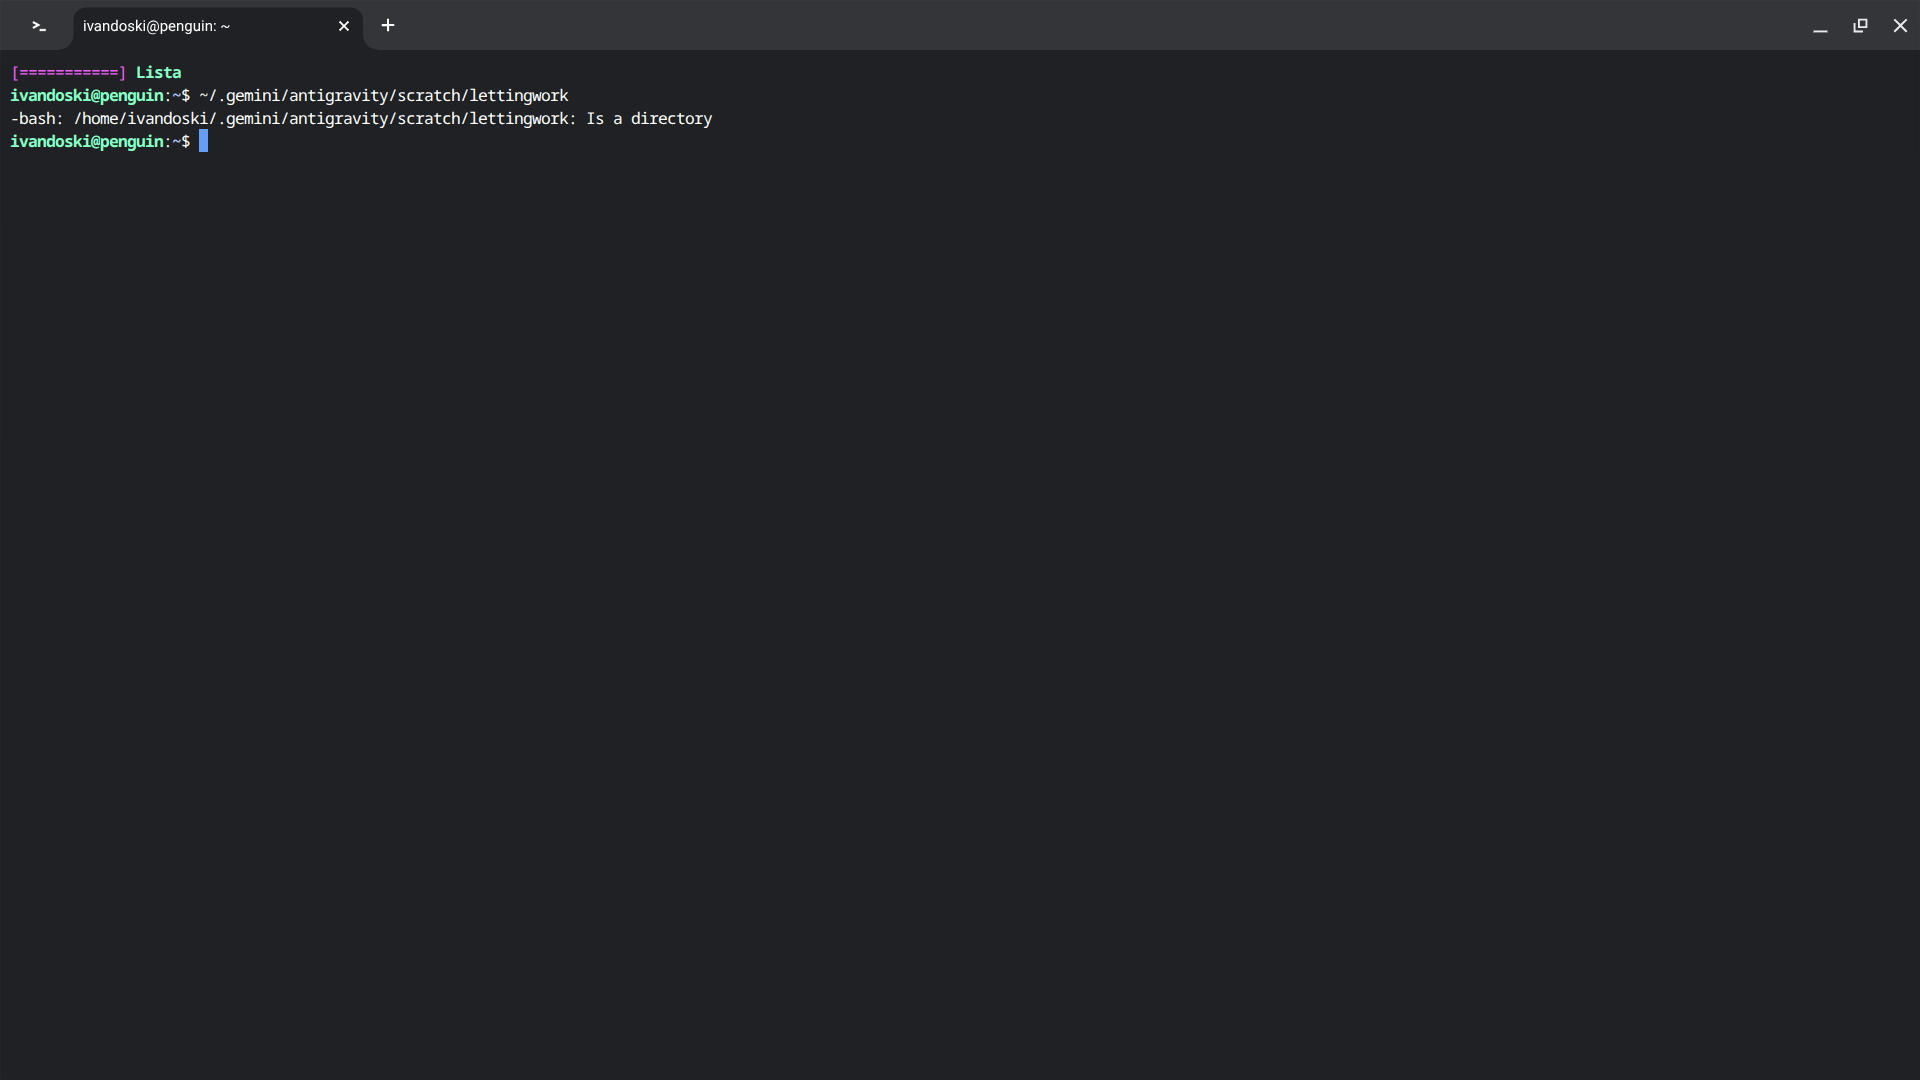 ivandoski@penguin: ~
[===========] Lista
ivandoski@penguin:~$ ~/.gemini/antigravity/scratch/lettingwork
-bash: /home/ivandoski/.gemini/antigravity/scratch/lettingwork: Is a directory
ivandoski@penguin:~$